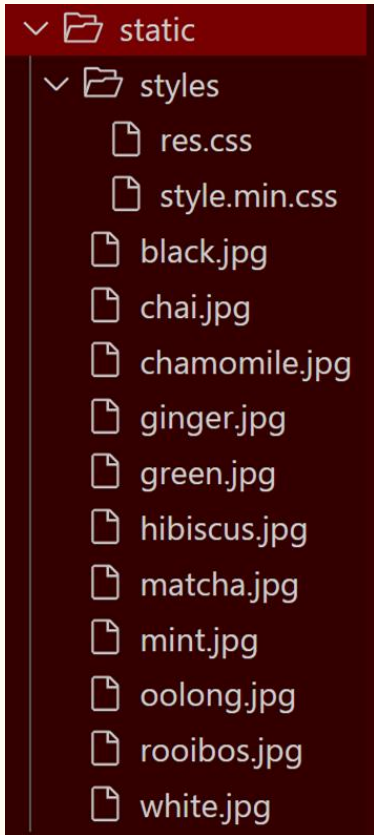 static
styles
res.css
style.min.css
black.jpg
chai.jpg
chamomile.jpg
ginger.jpg
green.jpg
hibiscus.jpg
matcha.jpg
mint.jpg
oolong.jpg
rooibos.jpg
white.jpg